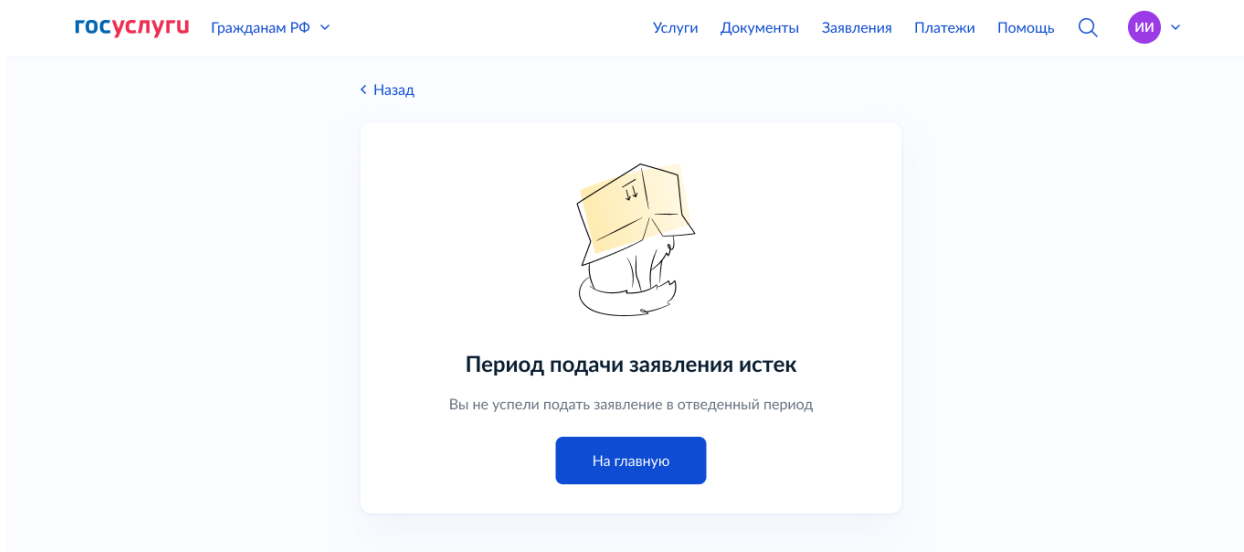 госуслуги Гражданам РФ Услуги Документы Заявления Платежи Помощь ИИ
Назад
Период подачи заявления истек
Вы не успели подать заявление в отведенный период
На главную